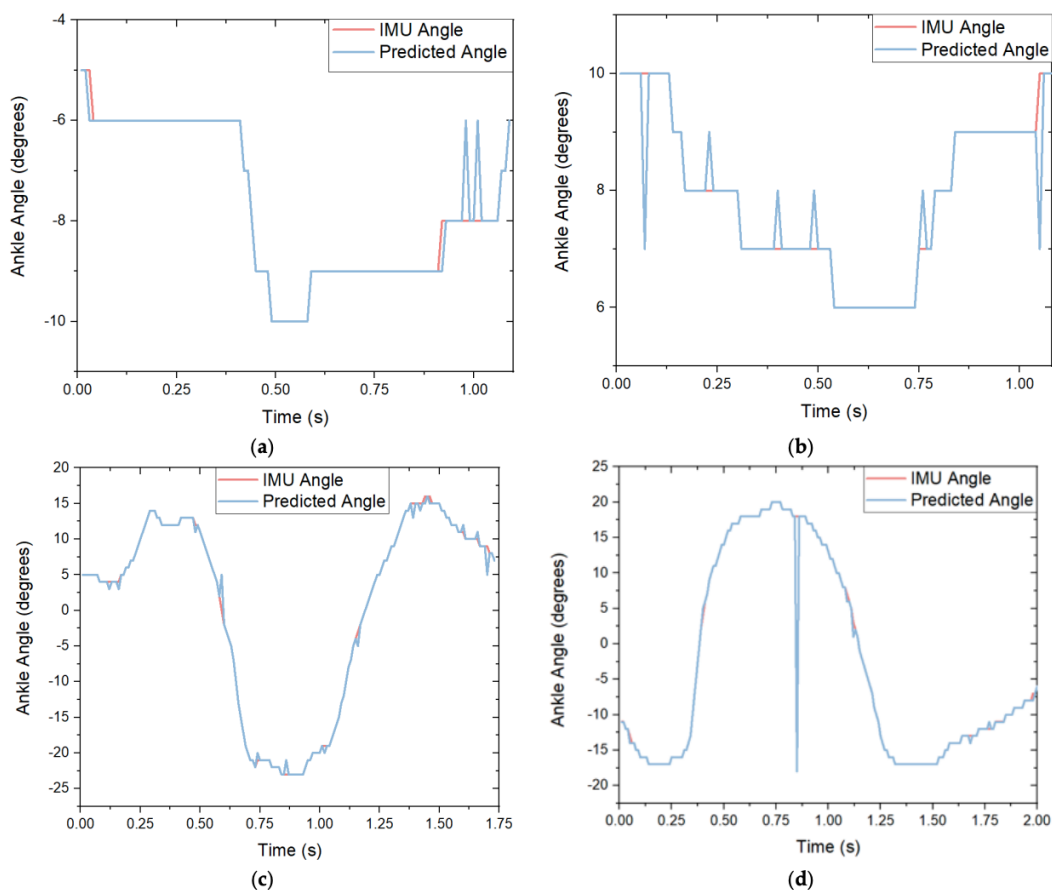 IMU Angle
Predicted Angle
Ankle Angle (degrees)
-4
-6
-8
-10
0.00 0.25 0.50 0.75 1.00
Time (s)
(a)
IMU Angle
Predicted Angle
Ankle Angle (degrees)
10
8
6
0.00 0.25 0.50 0.75 1.00
Time (s)
(b)
IMU Angle
Predicted Angle
Ankle Angle (degrees)
20
15
10
5
0
-5
-10
-15
-20
-25
0.00 0.25 0.50 0.75 1.00 1.25 1.50 1.75
Time (s)
(c)
IMU Angle
Predicted Angle
Ankle Angle (degrees)
25
20
15
10
5
0
-5
-10
-15
-20
0.00 0.25 0.50 0.75 1.00 1.25 1.50 1.75 2.00
Time (s)
(d)